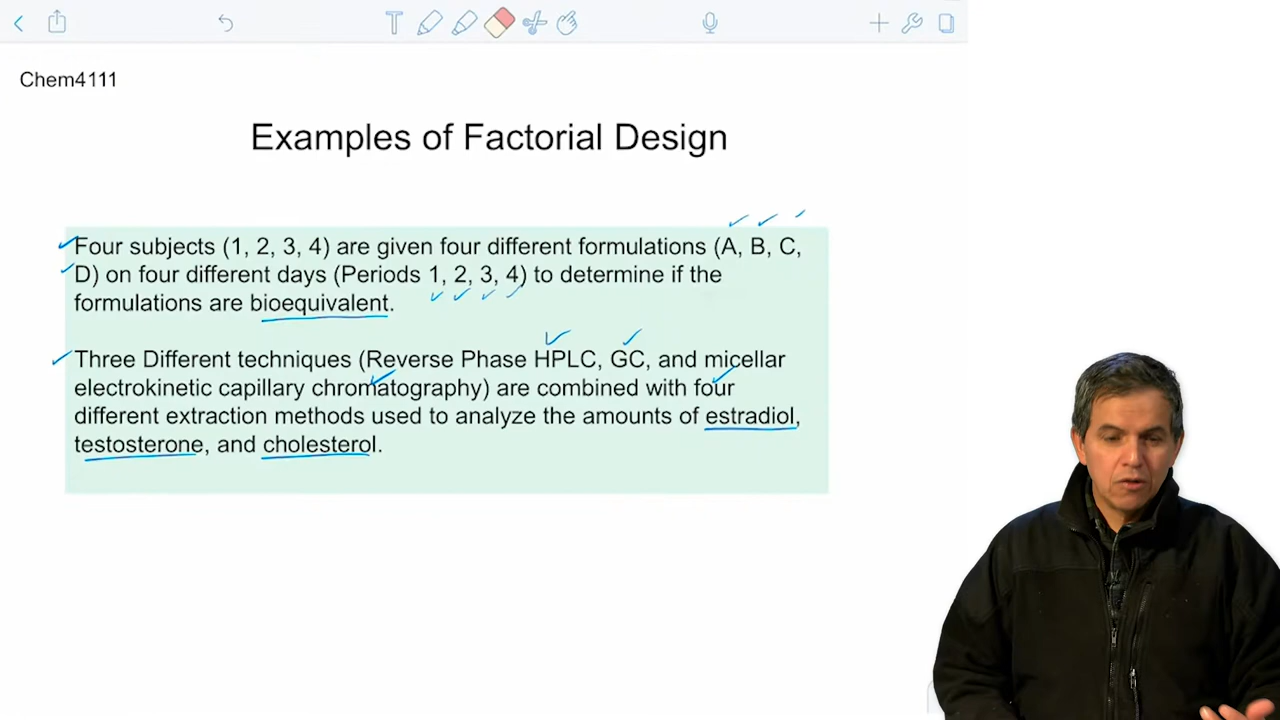 Chem4111
Examples of Factorial Design
Four subjects (1, 2, 3, 4) are given four different formulations (A, B, C,
D) on four different days (Periods 1, 2, 3, 4) to determine if the
formulations are bioequivalent.
Three Different techniques (Reverse Phase HPLC, GC, and micellar
electrokinetic capillary chromatography) are combined with four
different extraction methods used to analyze the amounts of estradiol,
testosterone, and cholesterol.